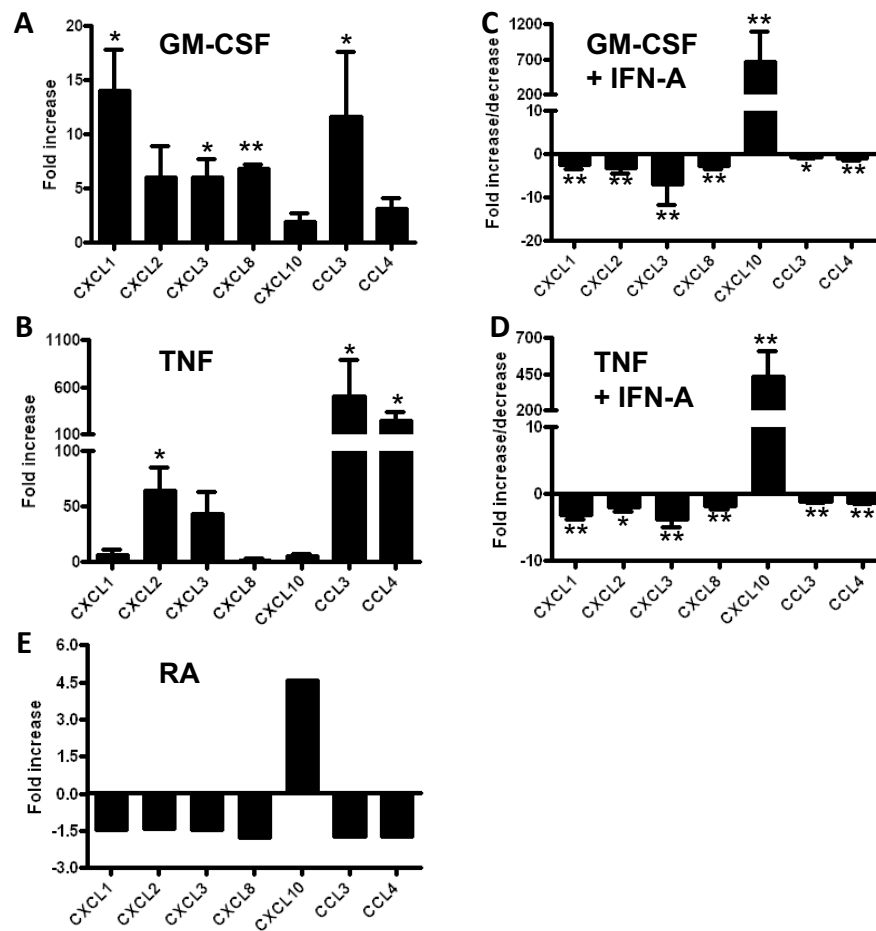 A
GM-CSF
Fold increase
20
15
10
5
0
*
*
**
*
CXCL1
CXCL2
CXCL3
CXCL8
CXCL10
CCL3
CCL4
B
TNF
Fold increase
1100
600
100
100
50
0
*
*
*
CXCL1
CXCL2
CXCL3
CXCL8
CXCL10
CCL3
CCL4
C
GM-CSF
+ IFN-A
Fold increase/decrease
1200
700
200
10
0
-10
-20
**
**
**
**
**
*
**
CXCL1
CXCL2
CXCL3
CXCL8
CXCL10
CCL3
CCL4
D
TNF
+ IFN-A
Fold increase/decrease
700
450
200
10
0
-10
**
*
**
**
**
**
**
CXCL1
CXCL2
CXCL3
CXCL8
CXCL10
CCL3
CCL4
E
RA
Fold increase
6.0
4.5
3.0
1.5
0.0
-1.5
-3.0
CXCL1
CXCL2
CXCL3
CXCL8
CXCL10
CCL3
CCL4